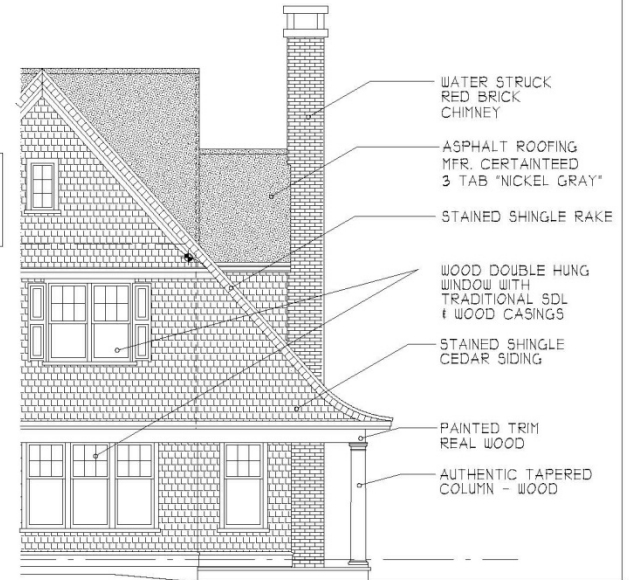 WATER STRUCK
RED BRICK
CHIMNEY
ASPHALT ROOFING
MFR. CERTAINTEED
3 TAB "NICKEL GRAY"
STAINED SHINGLE RAKE
WOOD DOUBLE HUNG
WINDOW WITH
TRADITIONAL SDL
& WOOD CASINGS
STAINED SHINGLE
CEDAR SIDING
PAINTED TRIM
REAL WOOD
AUTHENTIC TAPERED
COLUMN - WOOD